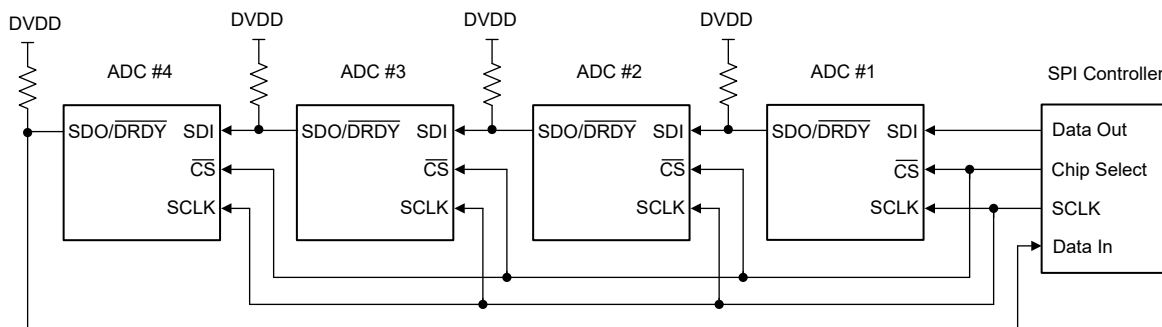 DVDD
DVDD
DVDD
DVDD
ADC #4
ADC #3
ADC #2
ADC #1
SPI Controller
SDO/DRDY
SDI
SDO/DRDY
SDI
SDO/DRDY
SDI
SDO/DRDY
SDI
Data Out
CS
CS
CS
CS
Chip Select
SCLK
SCLK
SCLK
SCLK
SCLK
Data In